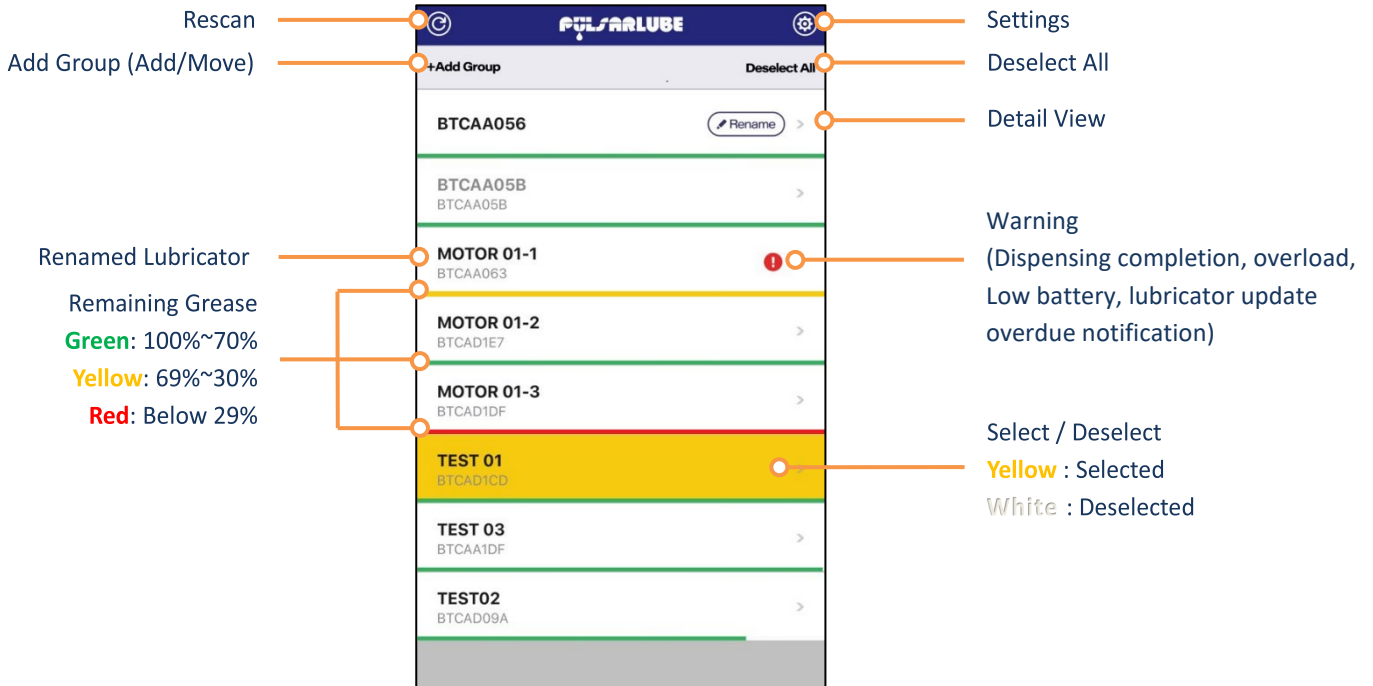 Rescan
Add Group (Add/Move)
Renamed Lubricator
Remaining Grease
Green: 100%~70%
Yellow: 69%~30%
Red: Below 29%
PULSARLUBE
+Add Group
Deselect All
BTCAA056
Rename
BTCAA05B
BTCAA05B
MOTOR 01-1
BTCAA063
MOTOR 01-2
BTCAD1E7
MOTOR 01-3
BTCAD1DF
TEST 01
BTCAD1CD
TEST 03
BTCAA1DF
TEST02
BTCAD09A
Settings
Deselect All
Detail View
Warning
(Dispensing completion, overload,
Low battery, lubricator update
overdue notification)
Select / Deselect
Yellow : Selected
White : Deselected